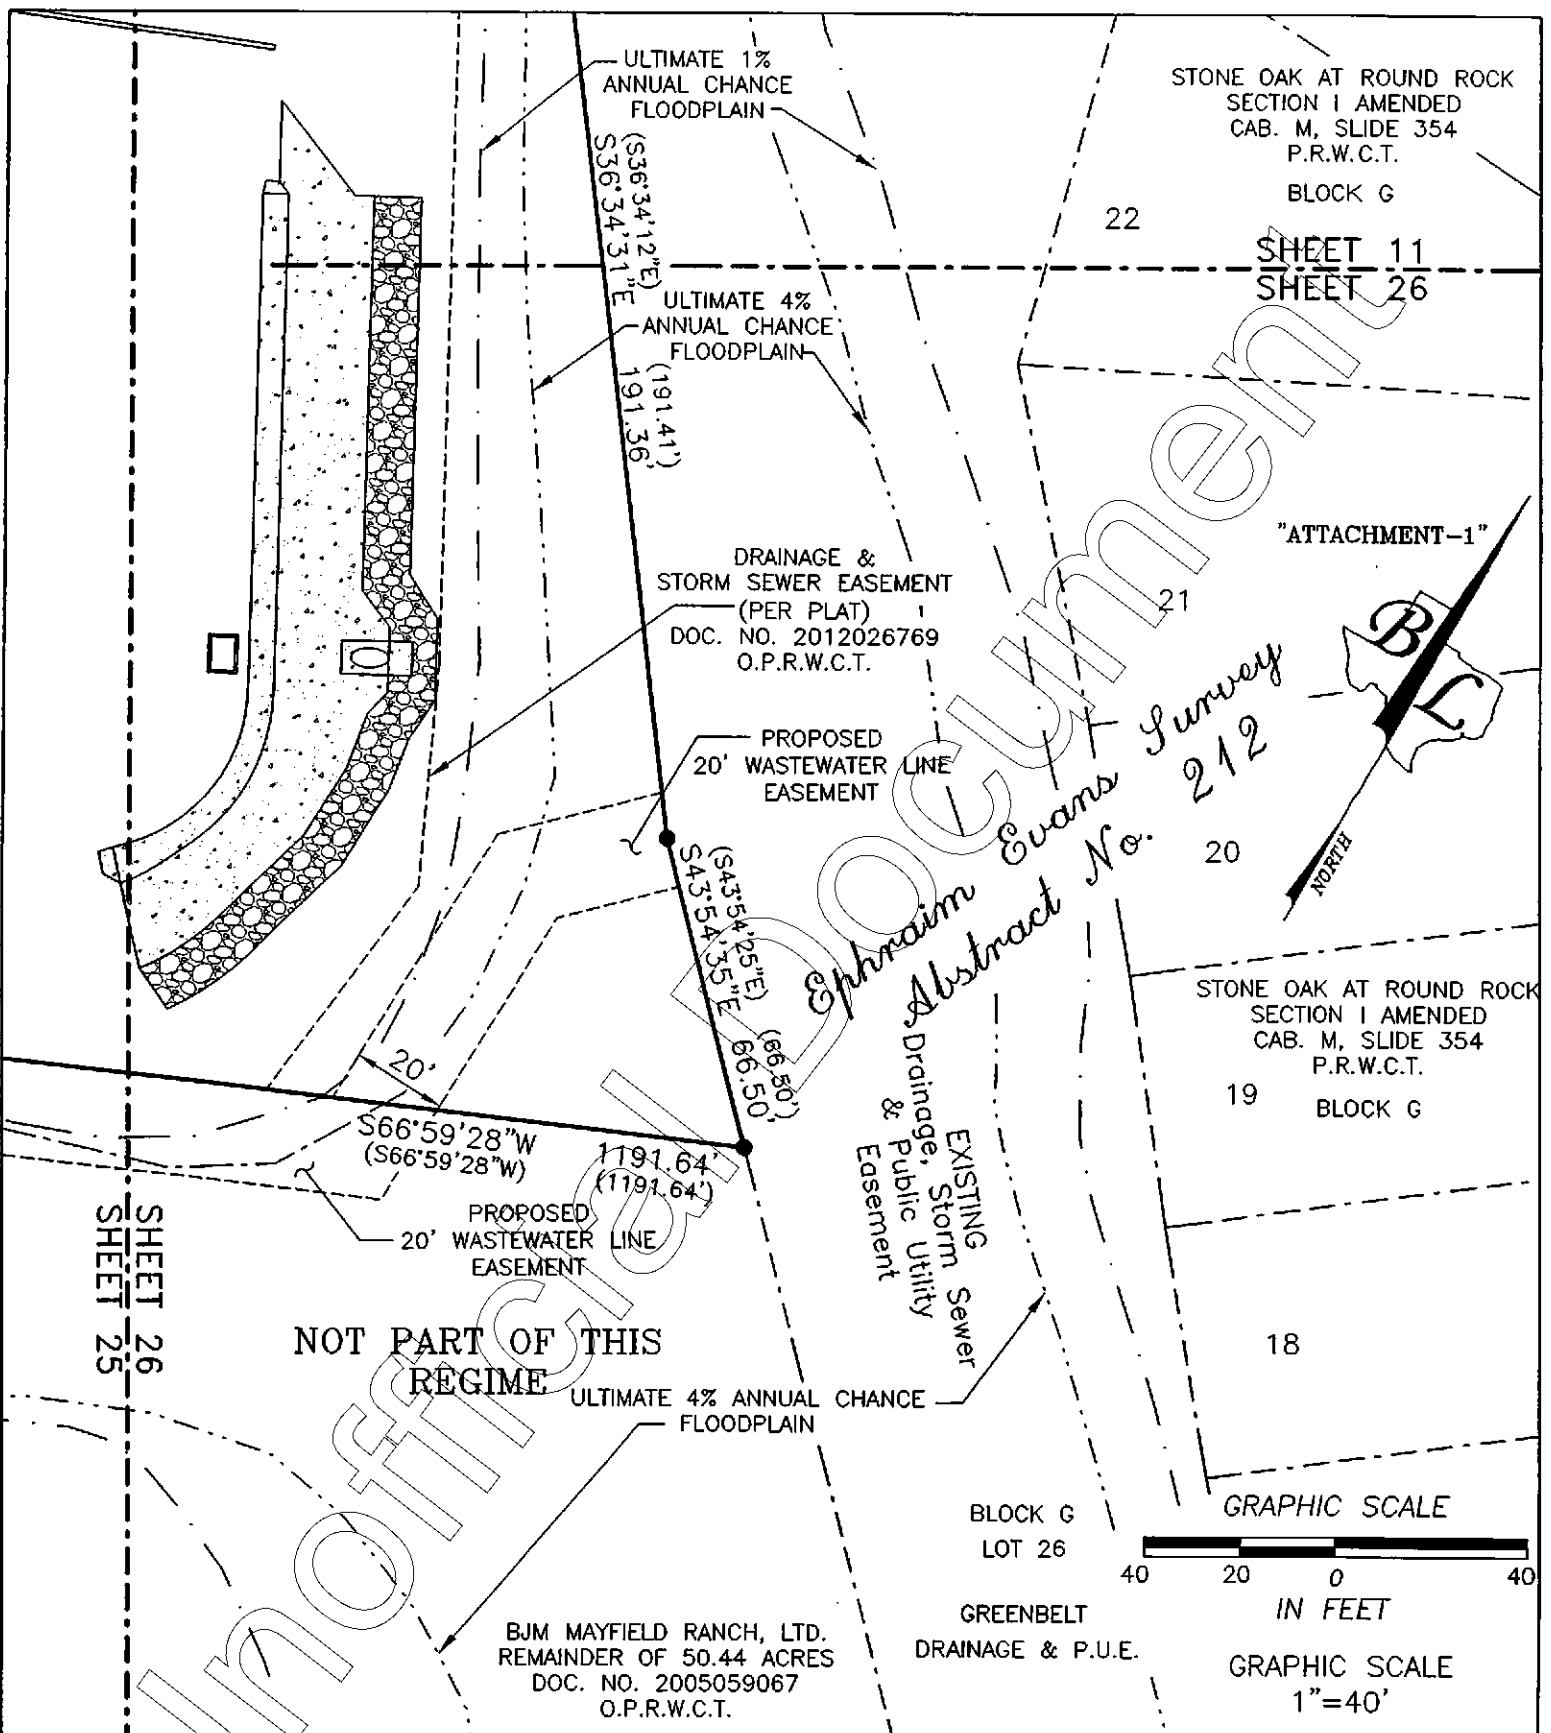 ULTIMATE 1%
ANNUAL CHANCE
FLOODPLAIN
STONE OAK AT ROUND ROCK
SECTION I AMENDED
CAB. M, SLIDE 354
P.R.W.C.T.
BLOCK G
22
SHEET 11
SHEET 26
(S36°34'12"E)
S36°34'31"E
(191.41')
191.36'
ULTIMATE 4%
ANNUAL CHANCE
FLOODPLAIN
"ATTACHMENT-1"
DRAINAGE &
STORM SEWER EASEMENT
(PER PLAT)
DOC. NO. 2012026769
O.P.R.W.C.T.
21
B
L
NORTH
Ephraim Evans Survey
Abstract No. 212
PROPOSED
20' WASTEWATER LINE
EASEMENT
20
(S43°54'25"E)
S43°54'35"E
(66.50')
66.50'
STONE OAK AT ROUND ROCK
SECTION I AMENDED
CAB. M, SLIDE 354
P.R.W.C.T.
19
BLOCK G
20'
S66°59'28"W
(S66°59'28"W)
1191.64'
(1191.64')
EXISTING
Drainage, Storm Sewer
& Public Utility
Easement
PROPOSED
20' WASTEWATER LINE
EASEMENT
SHEET 26
SHEET 25
NOT PART OF THIS
REGIME
18
ULTIMATE 4% ANNUAL CHANCE
FLOODPLAIN
BLOCK G
LOT 26
GREENBELT
DRAINAGE & P.U.E.
GRAPHIC SCALE
40 20 0 40
IN FEET
GRAPHIC SCALE
1"=40'
BJM MAYFIELD RANCH, LTD.
REMAINDER OF 50.44 ACRES
DOC. NO. 2005059067
O.P.R.W.C.T.
Unofficial Document